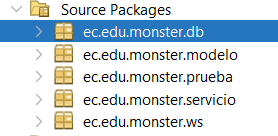 Source Packages
ec.edu.monster.db
ec.edu.monster.modelo
ec.edu.monster.prueba
ec.edu.monster.servicio
ec.edu.monster.ws